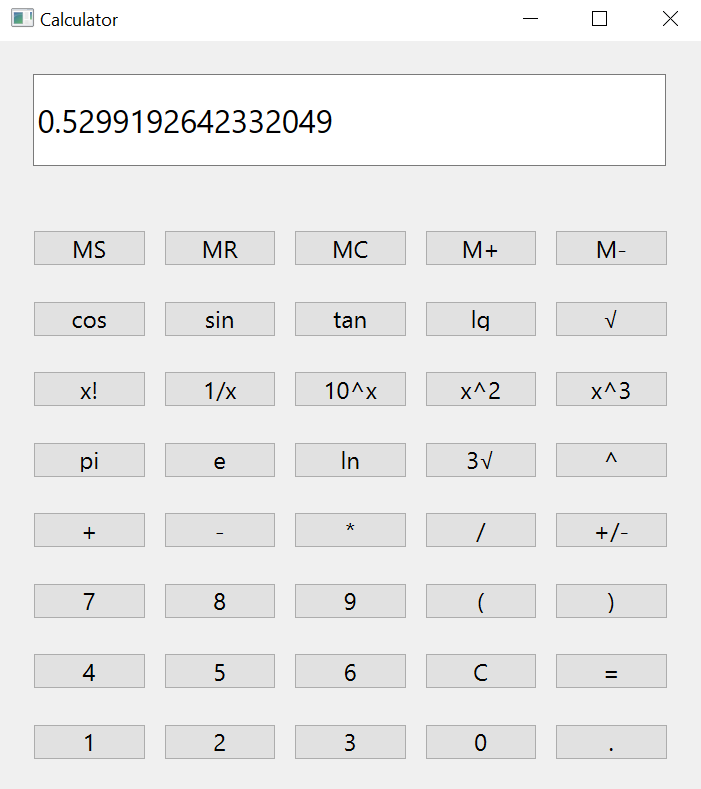 Calculator
0.5299192642332049
MS MR MC M+ M-
cos sin tan lg √
x! 1/x 10^x x^2 x^3
pi e ln 3√ ^
+ - * / +/-
7 8 9 ( )
4 5 6 C =
1 2 3 0 .